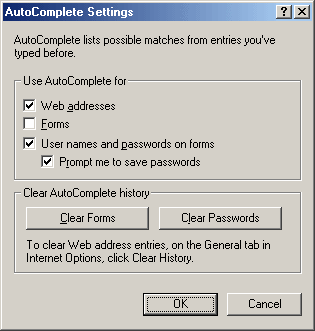 AutoComplete Settings
AutoComplete lists possible matches from entries you've
typed before.
Use AutoComplete for
Web addresses
Forms
User names and passwords on forms
Prompt me to save passwords
Clear AutoComplete history
Clear Forms
Clear Passwords
To clear Web address entries, on the General tab in
Internet Options, click Clear History.
OK
Cancel